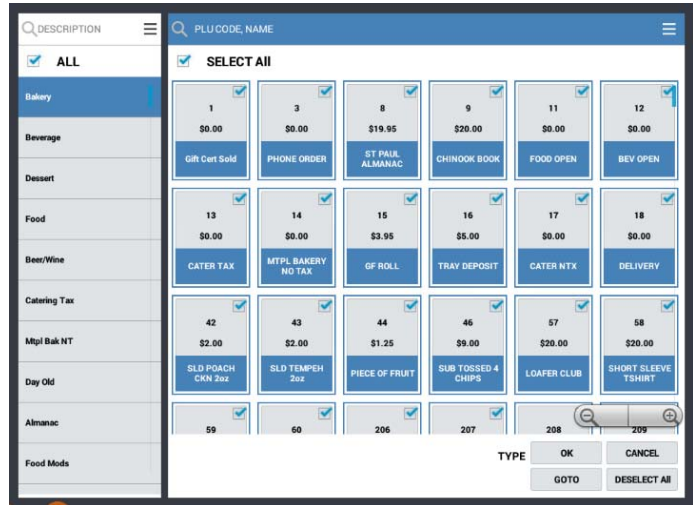 DESCRIPTION
ALL
Bakery
Beverage
Dessert
Food
Beer/Wine
Catering Tax
Mtpl Bak NT
Day Old
Almanac
Food Mods
PLU CODE, NAME
SELECT All
1
$0.00
Gift Cert Sold
3
$0.00
PHONE ORDER
8
$19.95
ST PAUL
ALMANAC
9
$20.00
CHINOOK BOOK
11
$0.00
FOOD OPEN
12
$0.00
BEV OPEN
13
$0.00
CATER TAX
14
$0.00
MTPL BAKERY
NO TAX
15
$3.95
GF ROLL
16
$5.00
TRAY DEPOSIT
17
$0.00
CATER NTX
18
$0.00
DELIVERY
42
$2.00
SLD POACH
CKN 2oz
43
$2.00
SLD TEMPEH
2oz
44
$1.25
PIECE OF FRUIT
46
$9.00
SUB TOSSED 4
CHIPS
57
$20.00
LOAFER CLUB
58
$20.00
SHORT SLEEVE
TSHIRT
59
60
206
207
208
209
TYPE
OK
CANCEL
GOTO
DESELECT All